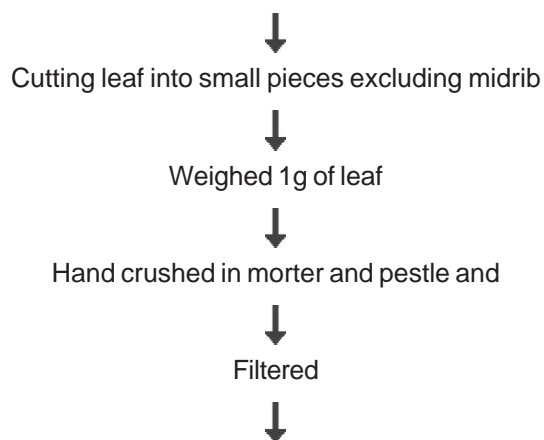 Cutting leaf into small pieces excluding midrib
Weighed 1g of leaf
Hand crushed in morter and pestle and
Filtered